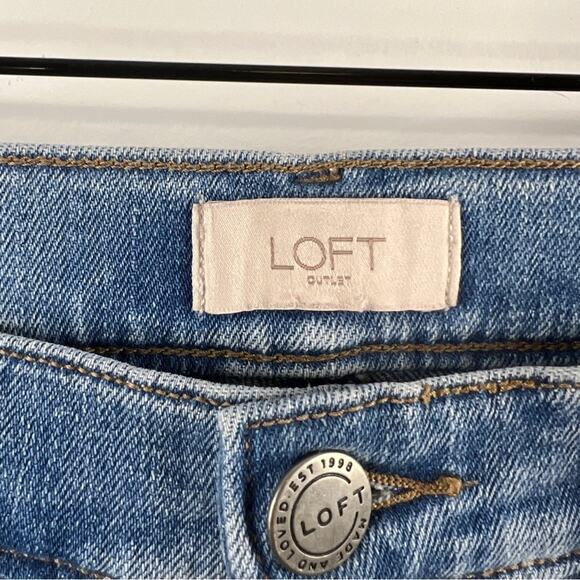 LOFT
OUTLET
MADE AND LOVED · EST 1998
LOFT